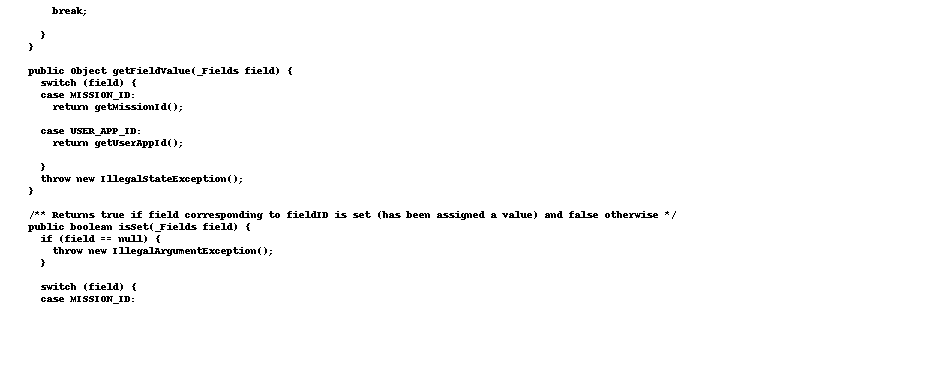 break;
}
}
public Object getFieldValue(_Fields field) {
switch (field) {
case MISSION_ID:
return getMissionId();
case USER_APP_ID:
return getUserAppId();
}
throw new IllegalStateException();
}
/** Returns true if field corresponding to fieldID is set (has been assigned a value) and false otherwise */
public boolean isSet(_Fields field) {
if (field == null) {
throw new IllegalArgumentException();
}
switch (field) {
case MISSION_ID: